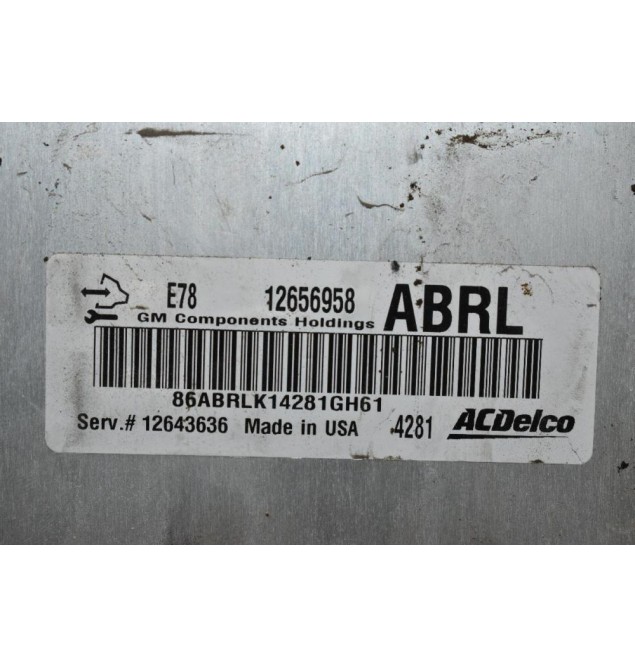 E78 12656958 ABRL
GM Components Holdings
86ABRLK14281GH61
Serv.# 12643636 Made in USA 4281 ACDelco